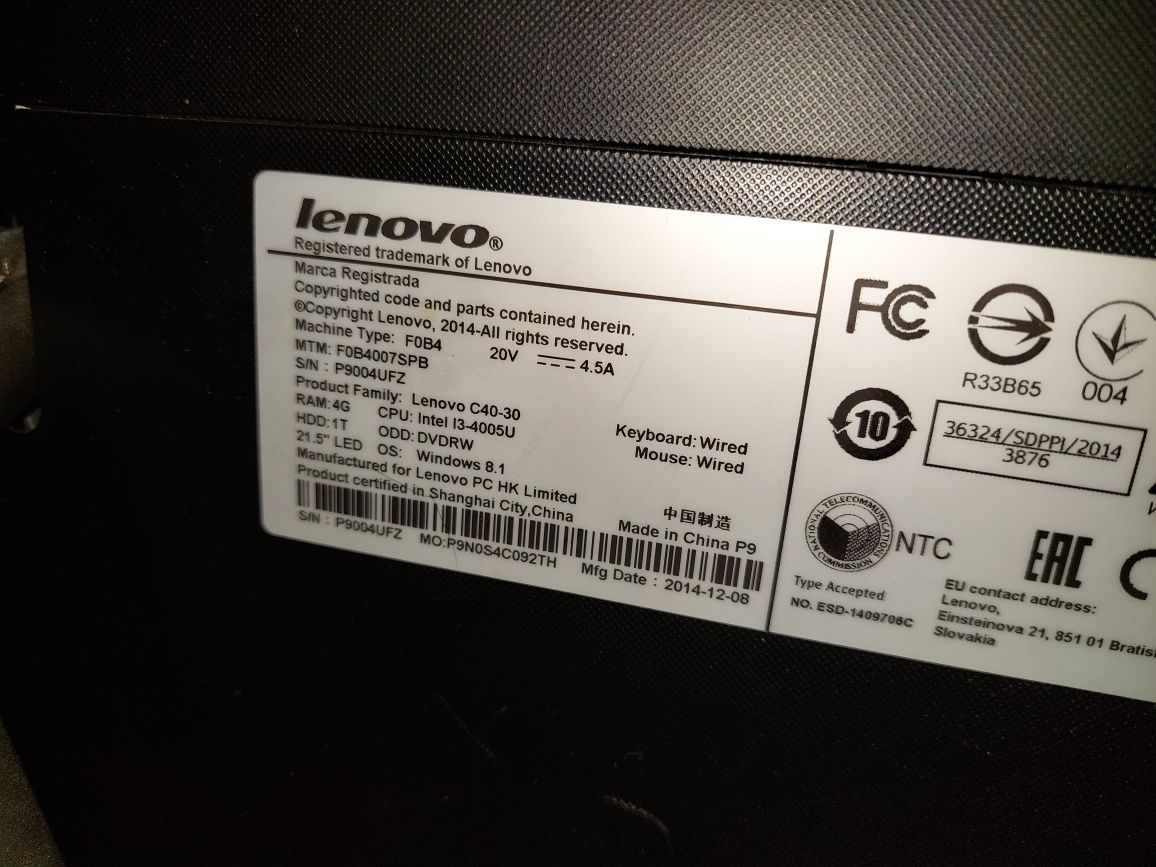 lenovo®
Registered trademark of Lenovo
Marca Registrada
Copyrighted code and parts contained herein.
©Copyright Lenovo, 2014-All rights reserved.
Machine Type: F0B4 20V 4.5A
MTM: F0B4007SPB
S/N : P9004UFZ
Product Family: Lenovo C40-30
RAM:4G CPU: Intel I3-4005U Keyboard: Wired
HDD:1T ODD: DVDRW Mouse: Wired
21.5" LED OS: Windows 8.1
Manufactured for Lenovo PC HK Limited
Product certified in Shanghai City,China
中国制造
Made in China P9
S/N : P9004UFZ MO:P9N0S4C092TH Mfg Date : 2014-12-08
FC
R33B65
004
10
36324/SDPPI/2014
3876
NATIONAL TELECOMMUNICATIONS COMMISSION
NTC
EAC
Type Accepted
NO. ESD-1409706C
EU contact address:
Lenovo,
Einsteinova 21, 851 01
Slovakia